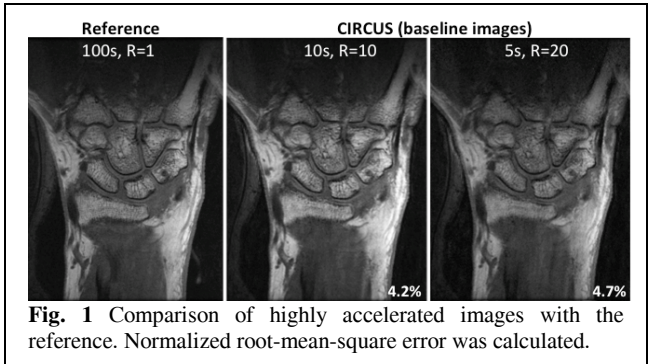 Reference
CIRCUS (baseline images)
100s, R=1
10s, R=10
5s, R=20
4.2%
4.7%
Fig. 1 Comparison of highly accelerated images with the
reference. Normalized root-mean-square error was calculated.